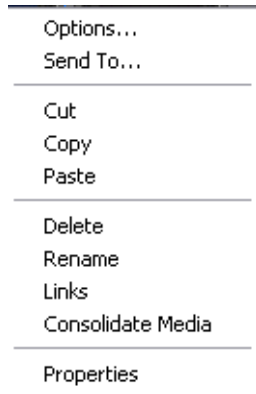 Options...
Send To...
Cut
Copy
Paste
Delete
Rename
Links
Consolidate Media
Properties